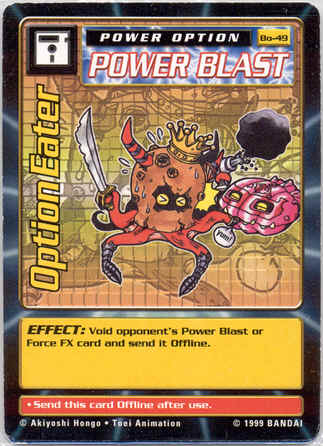 POWER OPTION
Bo-49
POWER BLAST
Option Eater
Yum!
EFFECT: Void opponent's Power Blast or
Force FX card and send it Offline.
• Send this card Offline after use.
© Akiyoshi Hongo • Toei Animation
© 1999 BANDAI